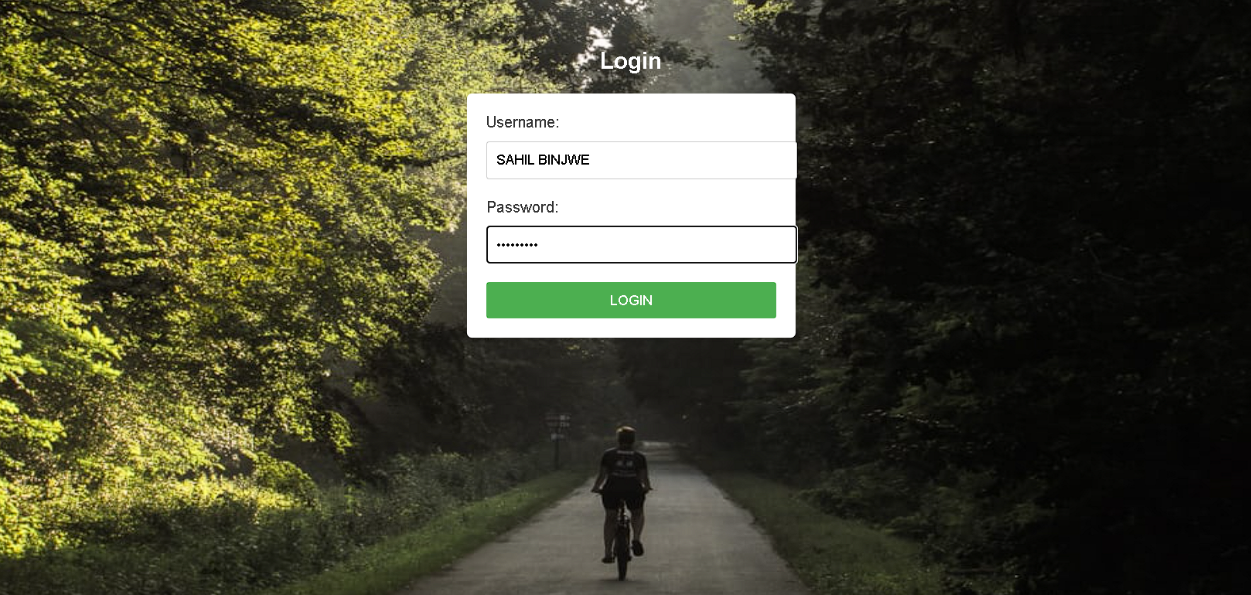 Login
Username:
SAHIL BINJWE
Password:
•••••••••
LOGIN